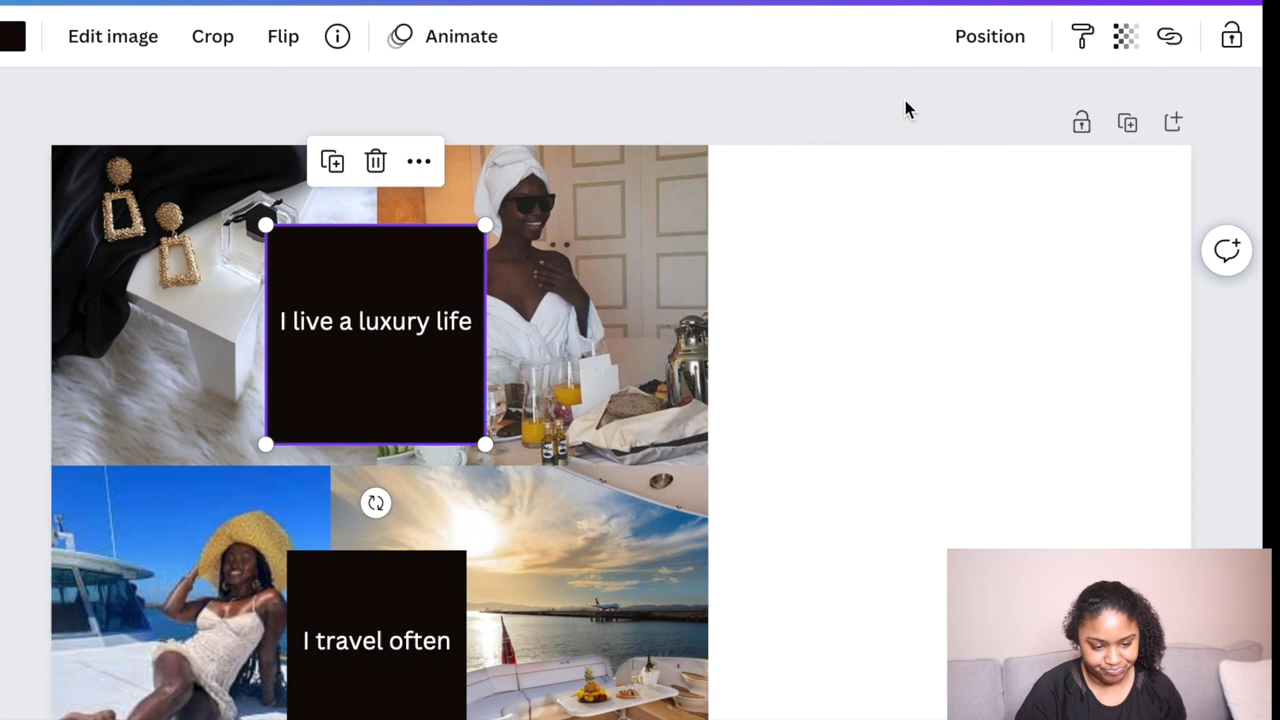 Edit image Crop Flip Animate Position
I live a luxury life
I travel often